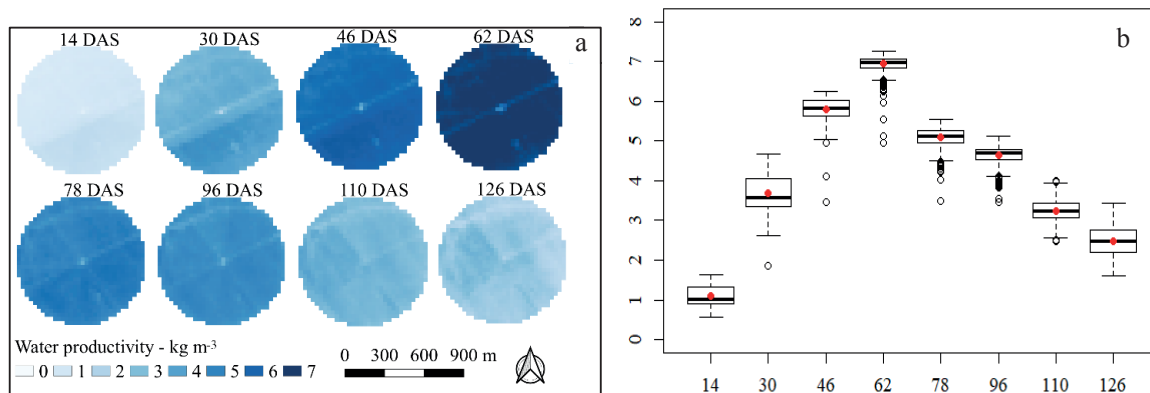 a
14 DAS 30 DAS 46 DAS 62 DAS
78 DAS 96 DAS 110 DAS 126 DAS
Water productivity - kg m-3
0 1 2 3 4 5 6 7
0 300 600 900 m
b
8
7
6
5
4
3
2
1
0
14 30 46 62 78 96 110 126